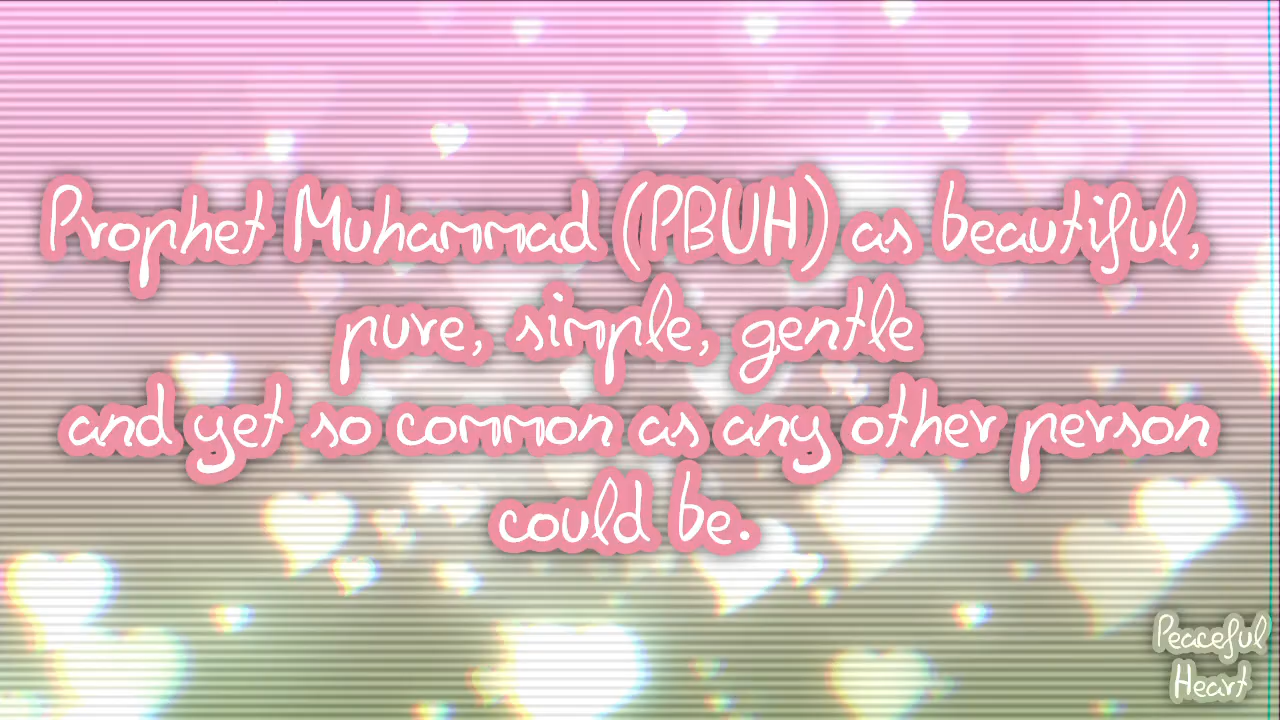 Prophet Muhammad (PBUH) as beautiful,
pure, simple, gentle
and yet so common as any other person
could be.
Peaceful
Heart